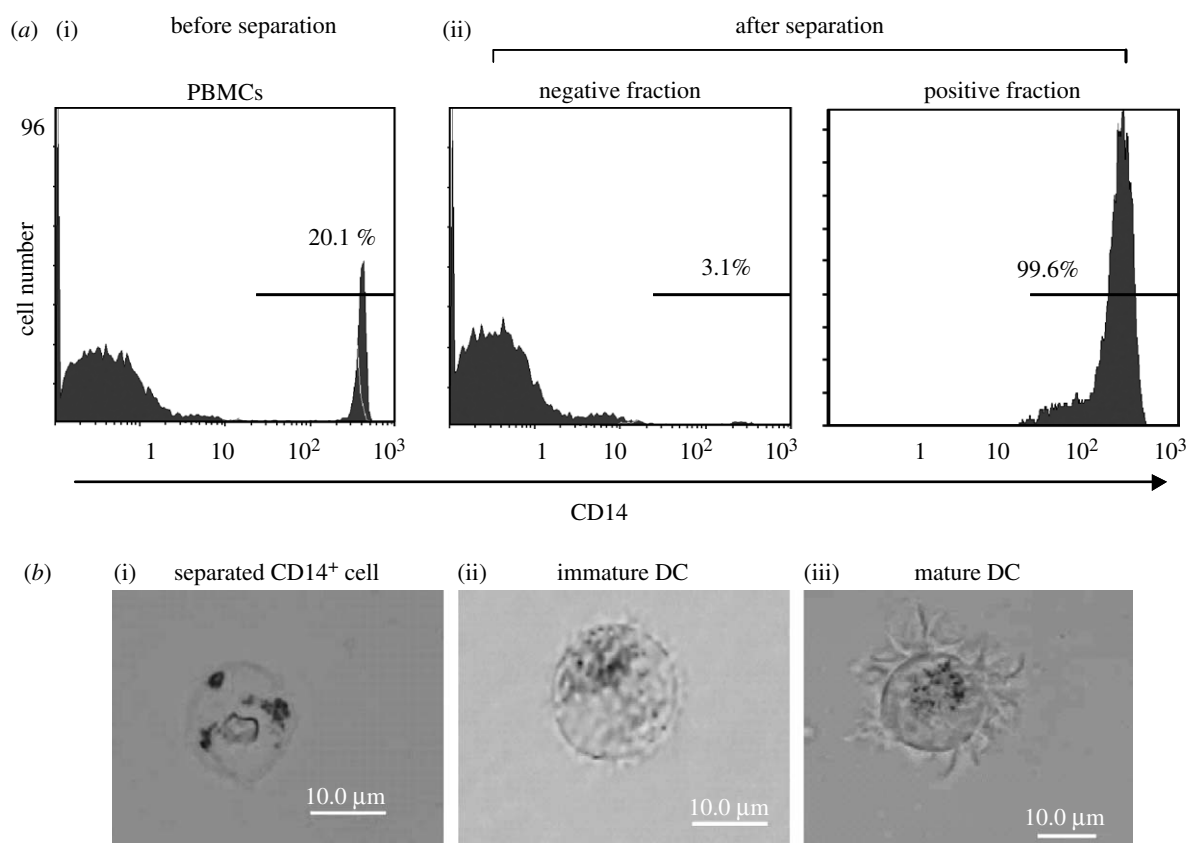 (a) (i) before separation (ii) after separation
PBMCs negative fraction positive fraction
96
cell number
20.1 % 3.1% 99.6%
1 10 10² 10³ 1 10 10² 10³ 1 10 10² 10³
CD14
(b) (i) separated CD14⁺ cell (ii) immature DC (iii) mature DC
10.0 µm 10.0 µm 10.0 µm